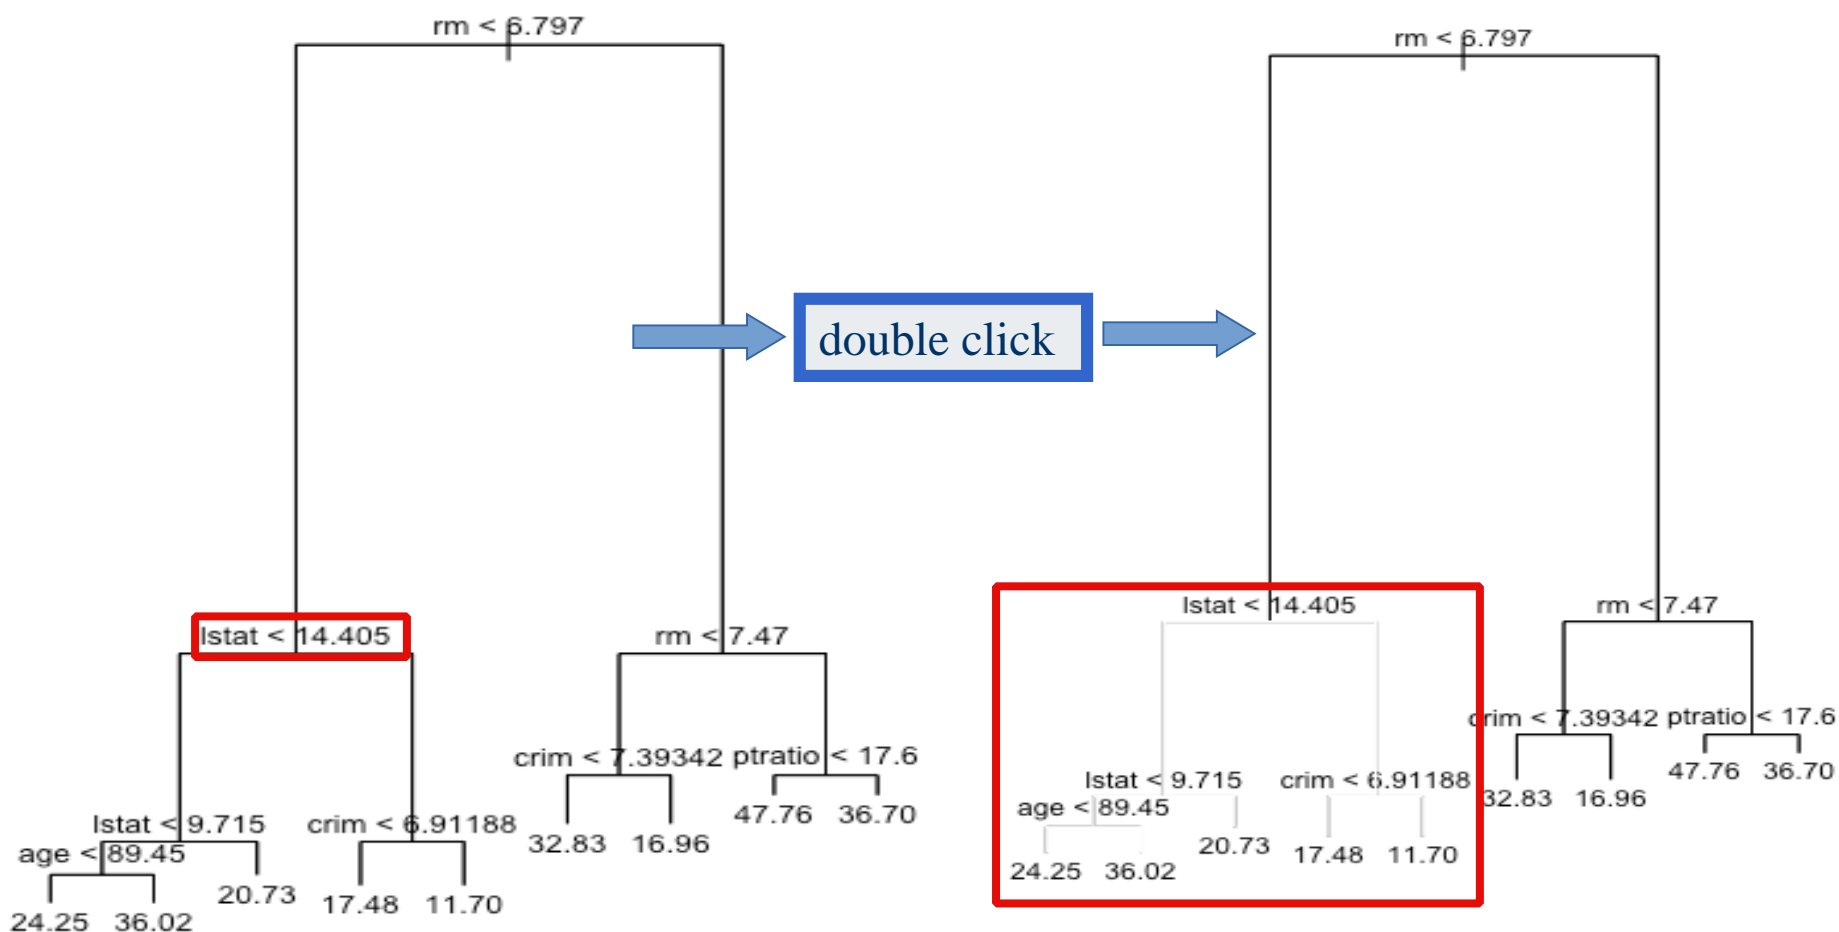 rm < 6.797
double click
lstat < 14.405
rm < 7.47
crim < 7.39342
ptratio < 17.6
lstat < 9.715
crim < 6.91188
age < 89.45
47.76
36.70
32.83
16.96
20.73
17.48
11.70
24.25
36.02
rm < 6.797
lstat < 14.405
rm < 7.47
crim < 7.39342
ptratio < 17.6
lstat < 9.715
crim < 6.91188
age < 89.45
47.76
36.70
32.83
16.96
20.73
17.48
11.70
24.25
36.02